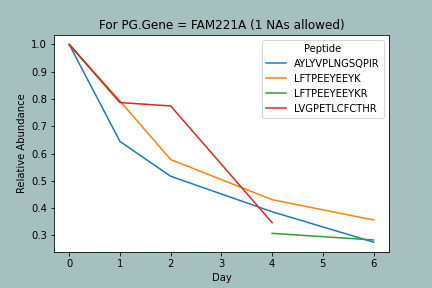 For PG.Gene = FAM221A (1 NAs allowed)
Peptide
AYLYVPLNGSQPIR
LFTPEEYEEYK
LFTPEEYEEYKR
LVGPETLCFCTHR
Relative Abundance
1.0
0.9
0.8
0.7
0.6
0.5
0.4
0.3
0 1 2 3 4 5 6
Day